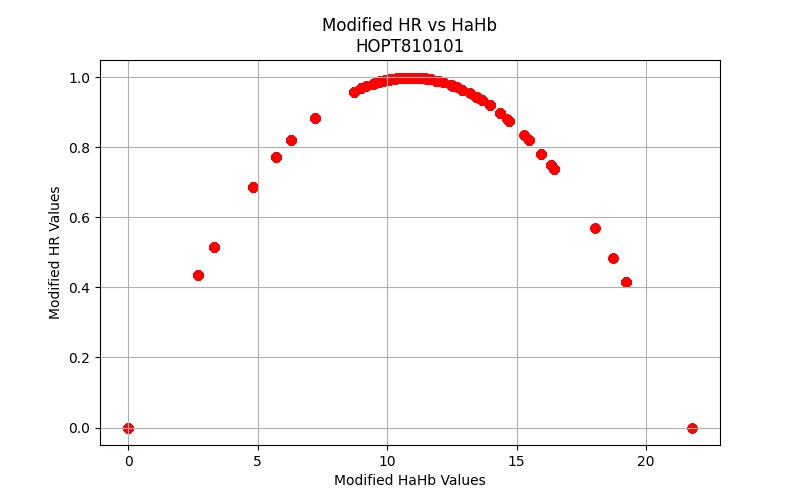 Modified HR vs HaHb
HOPT810101
1.0
0.8
0.6
0.4
0.2
0.0
Modified HR Values
0 5 10 15 20
Modified HaHb Values